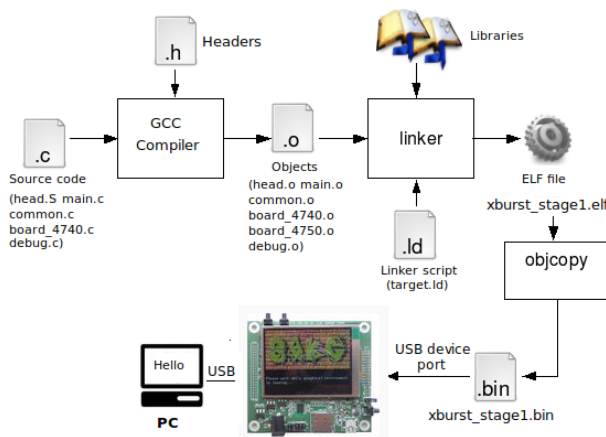 .h
Headers
Libraries
.c
GCC
Compiler
.o
linker
Source code
(head.S main.c
common.c
board_4740.c
debug.c)
Objects
(head.o main.o
common.o
board_4740.o
board_4750.o
debug.o)
ELF file
xburst_stage1.elf
.ld
Linker script
(target.ld)
objcopy
Hello
USB
PC
USB device
port
.bin
xburst_stage1.bin